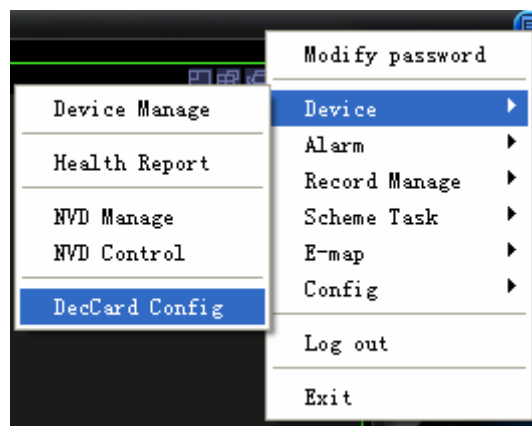 Modify password
Device
Alarm
Record Manage
Scheme Task
E-map
Config
Log out
Exit
Device Manage
Health Report
NVD Manage
NVD Control
DecCard Config